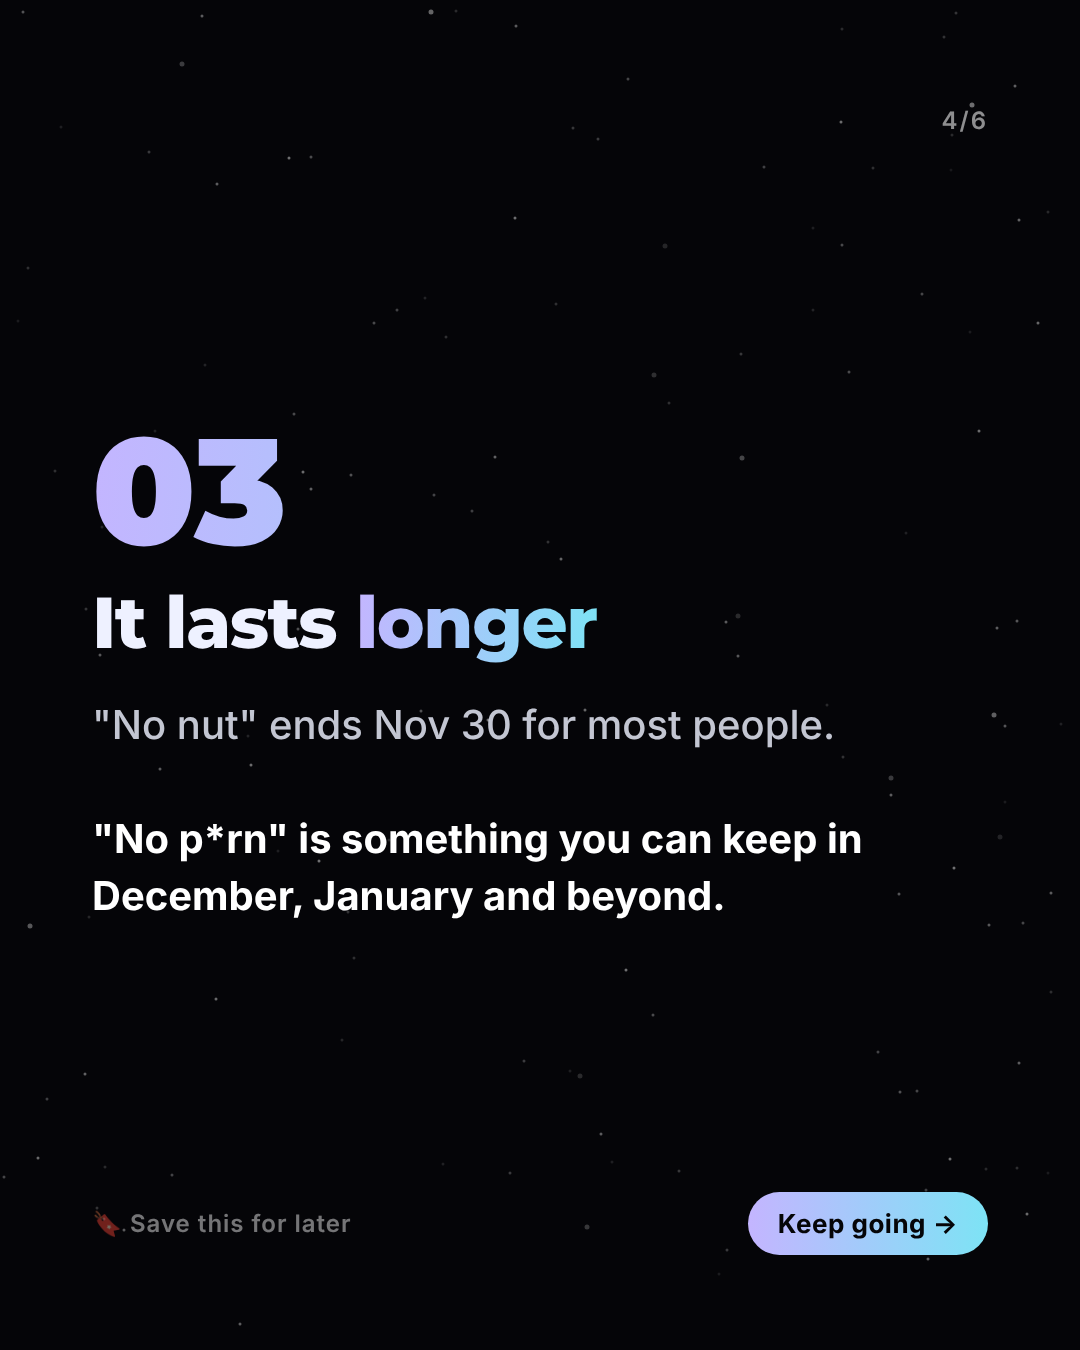 4/6
03
It lasts longer
"No nut" ends Nov 30 for most people.
"No p*rn" is something you can keep in
December, January and beyond.
🔖 Save this for later
Keep going →